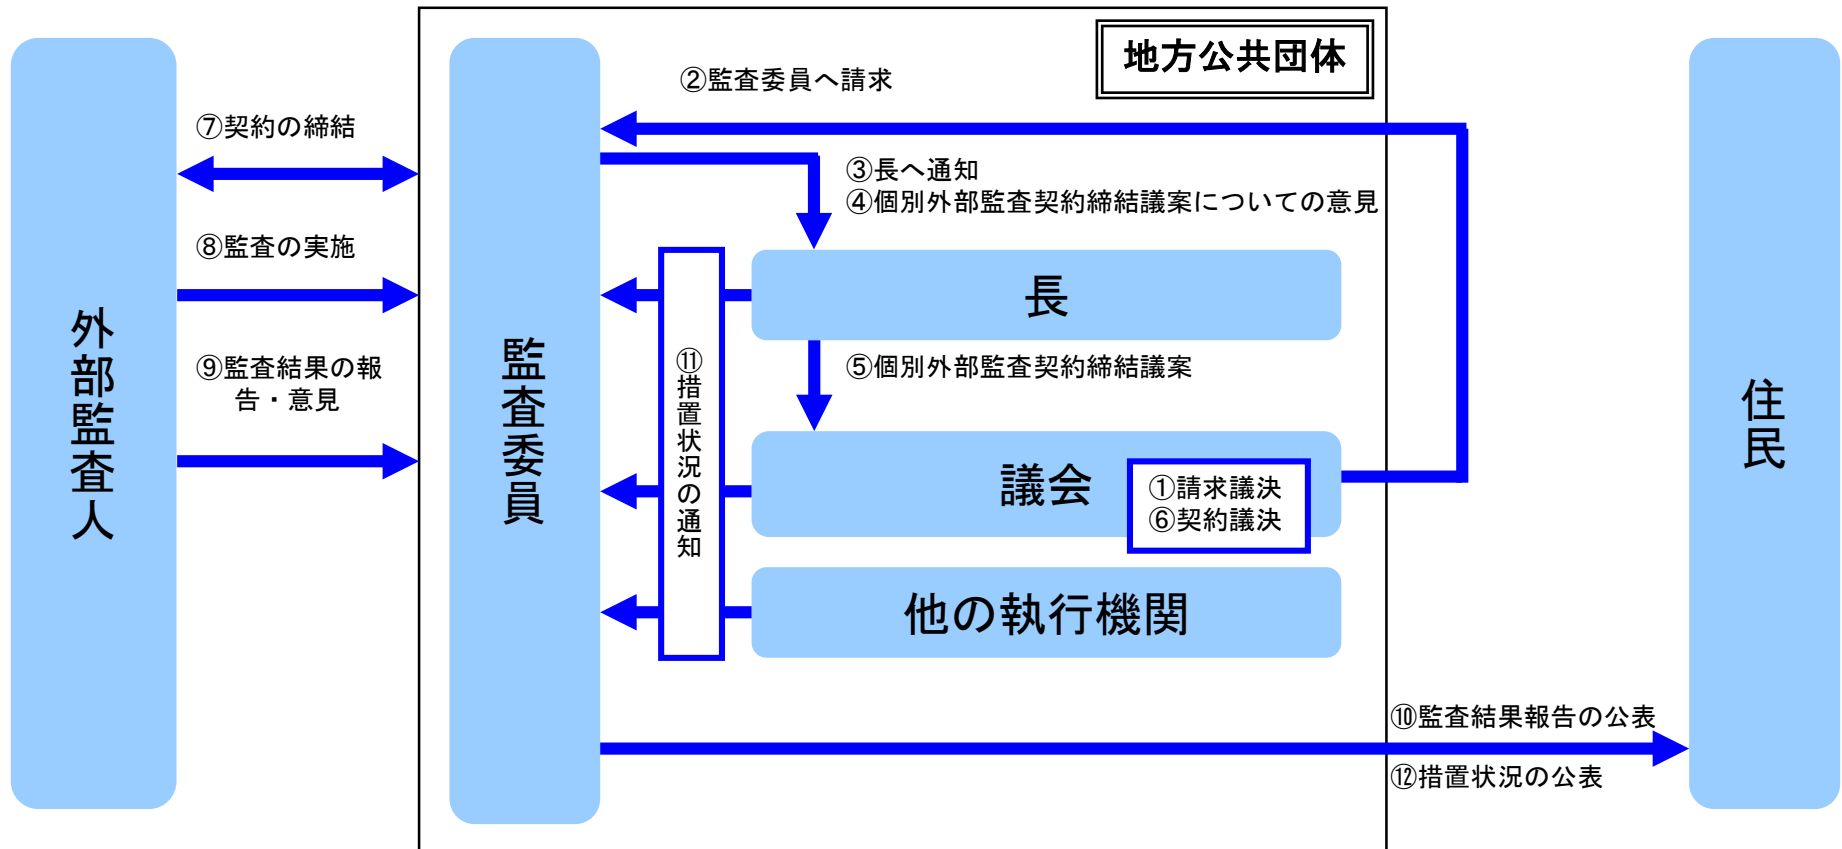 地方公共団体
②監査委員へ請求
⑦契約の締結
③長へ通知
④個別外部監査契約締結議案についての意見
⑧監査の実施
長
外部監査人
監査委員
⑨監査結果の報
告・意見
⑪措置状況の通知
⑤個別外部監査契約締結議案
住民
議会
①請求議決
⑥契約議決
他の執行機関
⑩監査結果報告の公表
⑫措置状況の公表